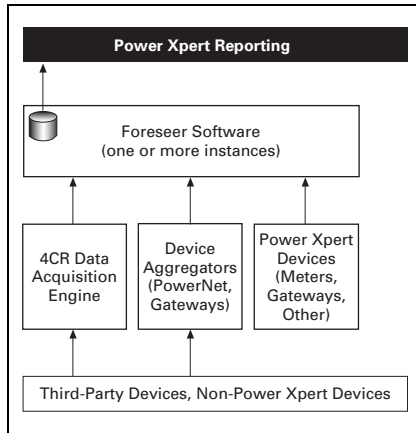 Power Xpert Reporting
Foreseer Software
(one or more instances)
4CR Data
Acquisition
Engine
Device
Aggregators
(PowerNet,
Gateways)
Power Xpert
Devices
(Meters,
Gateways,
Other)
Third-Party Devices, Non-Power Xpert Devices